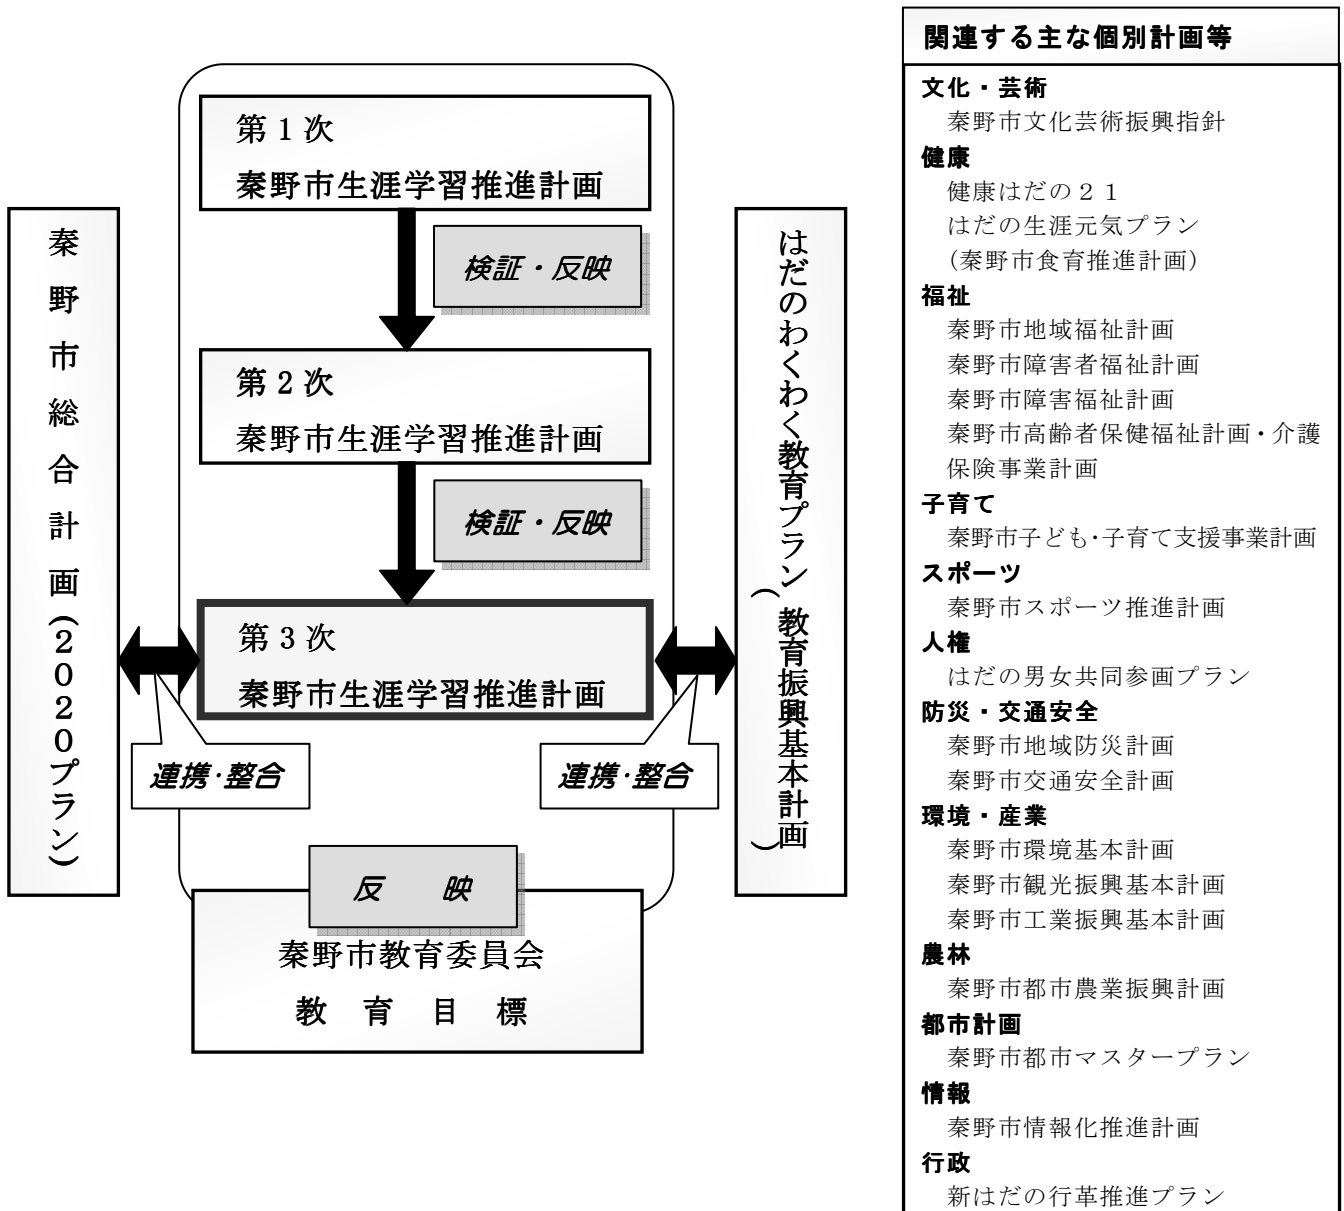 第１次
秦野市生涯学習推進計画
検証・反映
第２次
秦野市生涯学習推進計画
検証・反映
第３次
秦野市生涯学習推進計画
秦野市総合計画（２０２０プラン）
はだのわくわく教育プラン（教育振興基本計画）
連携・整合
連携・整合
反　映
秦野市教育委員会
教育目標
関連する主な個別計画等
文化・芸術
秦野市文化芸術振興指針
健康
健康はだの２１
はだの生涯元気プラン
(秦野市食育推進計画)
福祉
秦野市地域福祉計画
秦野市障害者福祉計画
秦野市障害福祉計画
秦野市高齢者保健福祉計画・介護
保険事業計画
子育て
秦野市子ども・子育て支援事業計画
スポーツ
秦野市スポーツ推進計画
人権
はだの男女共同参画プラン
防災・交通安全
秦野市地域防災計画
秦野市交通安全計画
環境・産業
秦野市環境基本計画
秦野市観光振興基本計画
秦野市工業振興基本計画
農林
秦野市都市農業振興計画
都市計画
秦野市都市マスタープラン
情報
秦野市情報化推進計画
行政
新はだの行革推進プラン